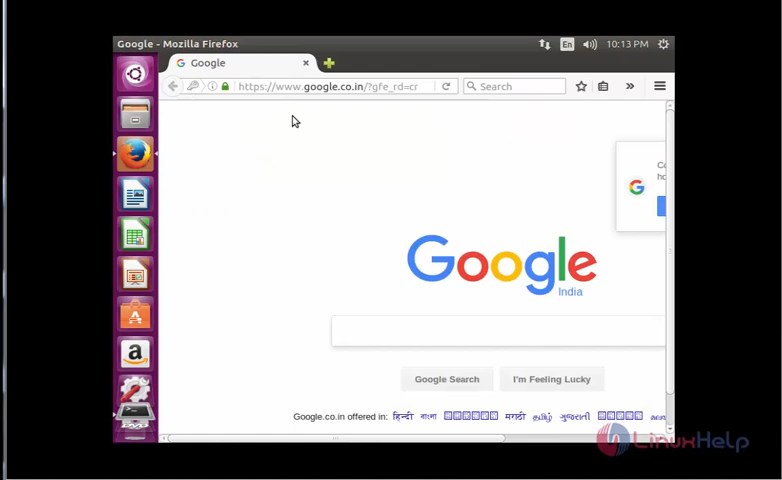 Google - Mozilla Firefox En 10:13 PM
Google
https://www.google.co.in/?gfe_rd=cr Search
Google
India
Google Search I'm Feeling Lucky
Google.co.in offered in: हिन्दी বাংলা मराठी தமிழ் ગુજરાતી
LinuxHelp